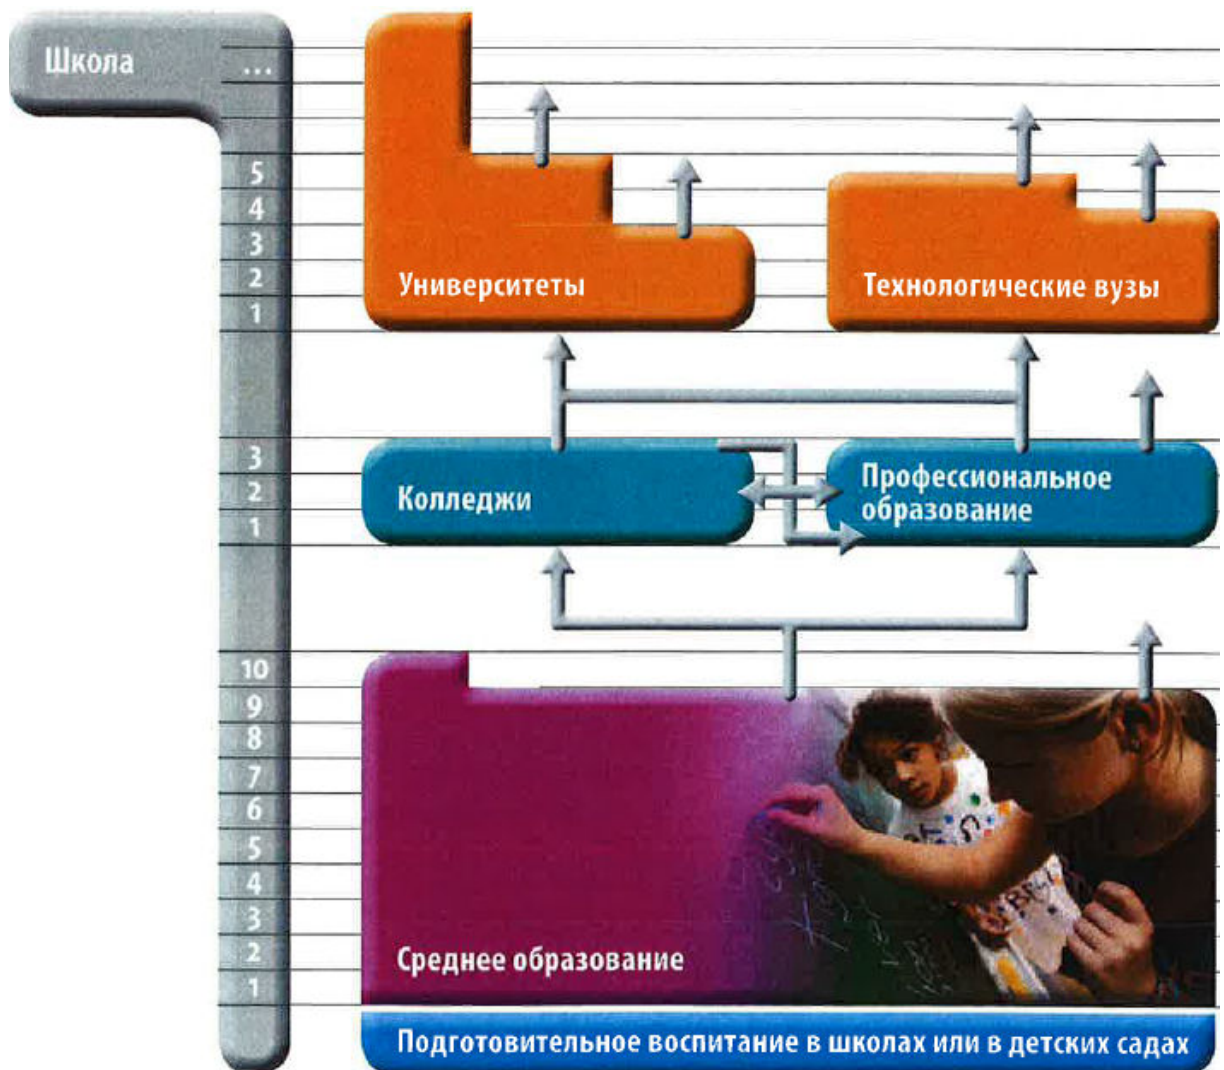 Школа
...
5
4
3
2
1
Университеты
Технологические вузы
3
2
1
Колледжи
Профессиональное
образование
10
9
8
7
6
5
4
3
2
1
Среднее образование
Подготовительное воспитание в школах или в детских садах